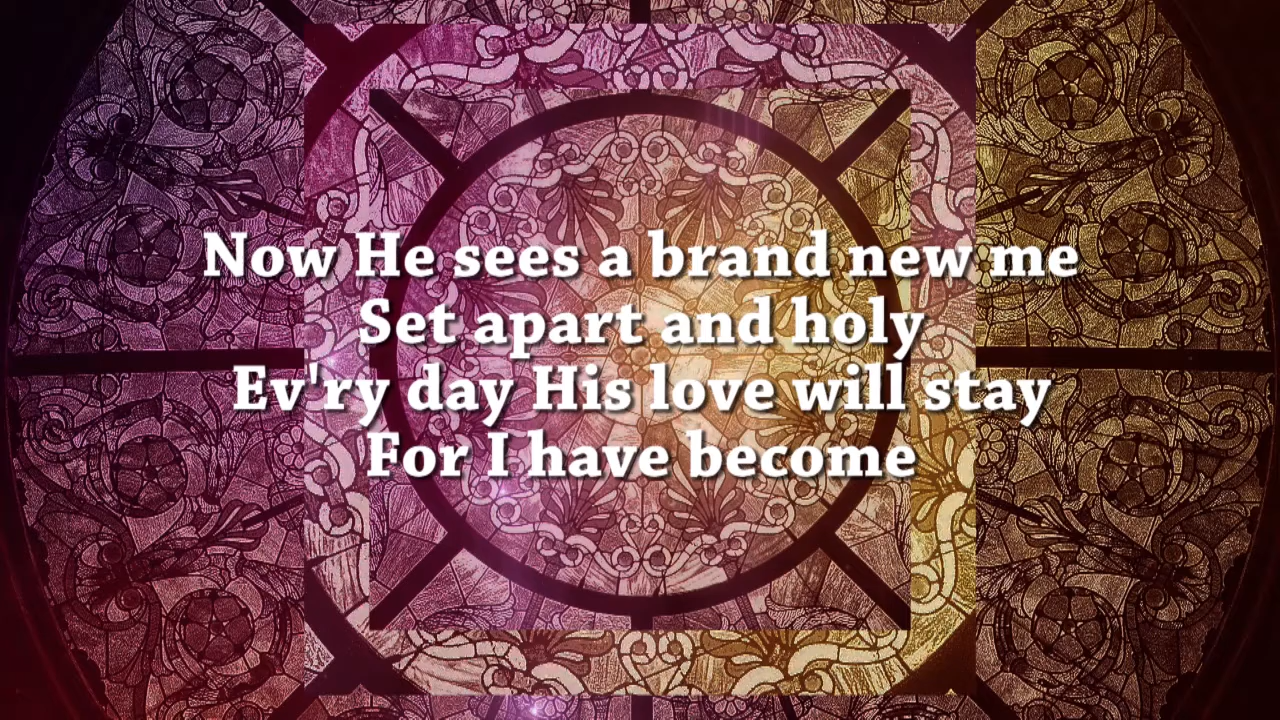 Now He sees a brand new me
Set apart and holy
Ev'ry day His love will stay
For I have become